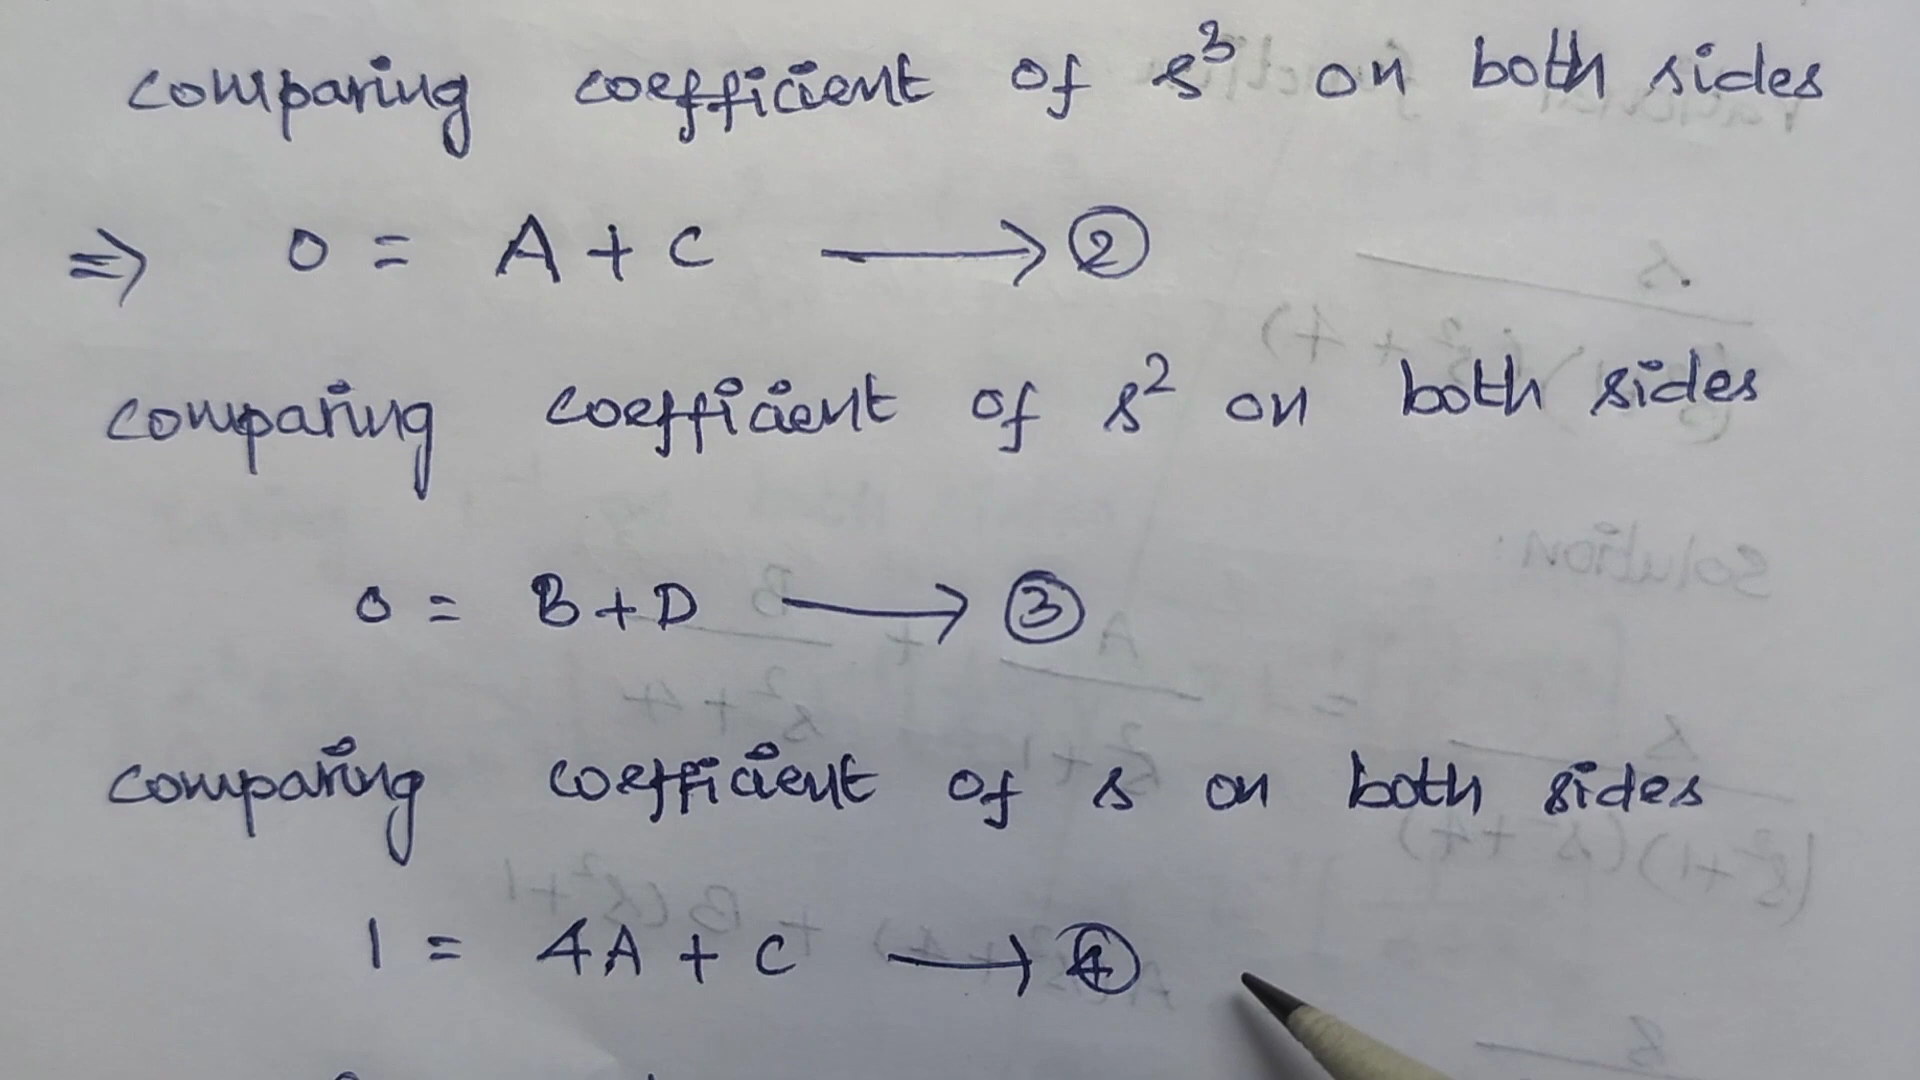 comparing coefficient of s³ on both sides
⇒ 0 = A + C ⟶ ②
comparing coefficient of s² on both sides
0 = B + D ⟶ ③
comparing coefficient of s on both sides
1 = 4A + C ⟶ ④